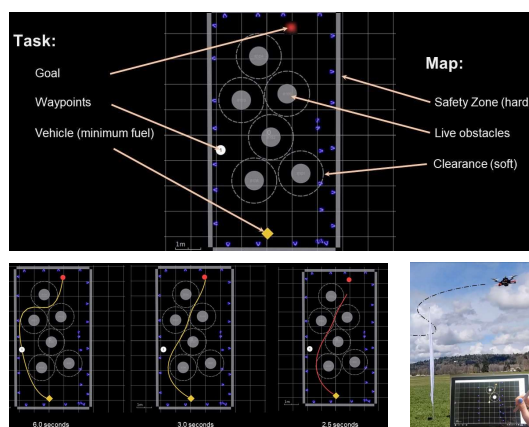 Task:
Goal
Waypoints
Vehicle (minimum fuel)
Map:
Safety Zone (hard
Live obstacles
Clearance (soft)
1m
6.0 seconds
3.0 seconds
2.5 seconds